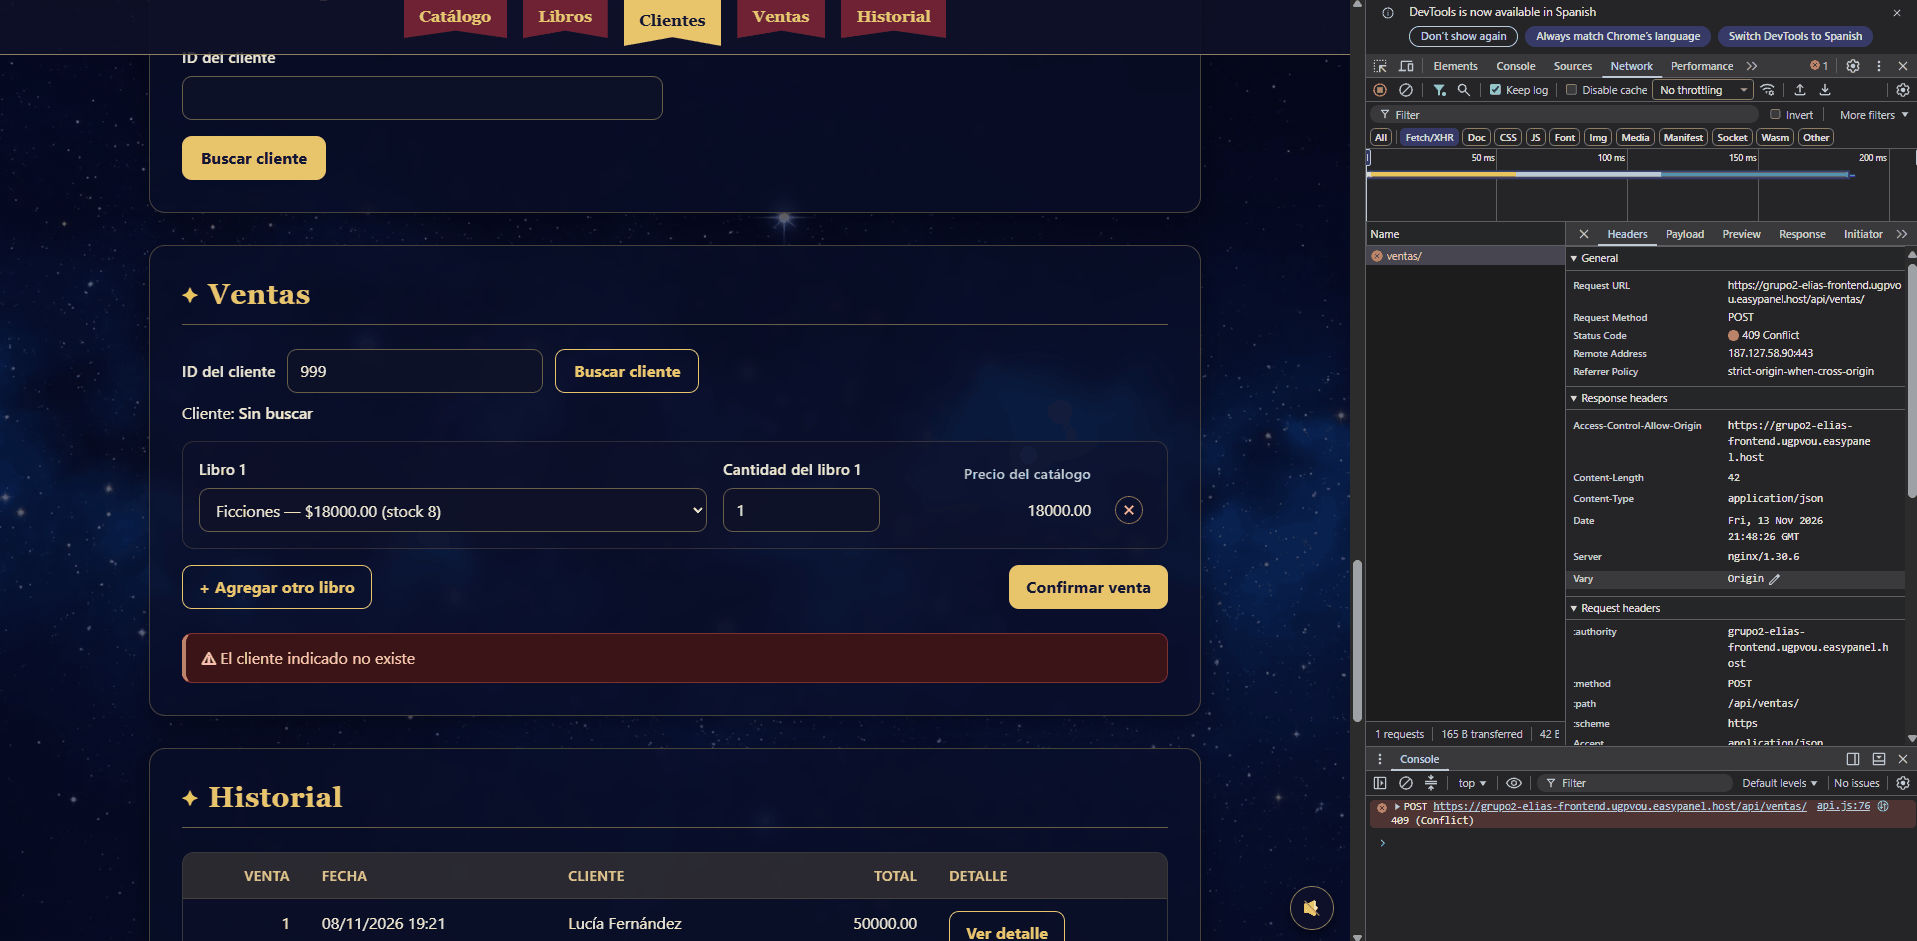 Catálogo
Libros
Clientes
Ventas
Historial
ID del cliente
Buscar cliente
✦ Ventas
ID del cliente
999
Buscar cliente
Cliente: Sin buscar
Libro 1
Cantidad del libro 1
Precio del catálogo
Ficciones — $18000.00 (stock 8)
1
18000.00
+ Agregar otro libro
Confirmar venta
⚠ El cliente indicado no existe
✦ Historial
VENTA FECHA CLIENTE TOTAL DETALLE
1 08/11/2026 19:21 Lucía Fernández 50000.00 Ver detalle
DevTools is now available in Spanish
Don't show again
Always match Chrome's language
Switch DevTools to Spanish
Elements Console Sources Network Performance 1
Keep log Disable cache No throttling
Filter Invert More filters
All Fetch/XHR Doc CSS JS Font Img Media Manifest Socket Wasm Other
50 ms 100 ms 150 ms 200 ms
Name
ventas/
Headers Payload Preview Response Initiator
General
Request URL https://grupo2-elias-frontend.ugpvo
u.easypanel.host/api/ventas/
Request Method POST
Status Code 409 Conflict
Remote Address 187.127.58.90:443
Referrer Policy strict-origin-when-cross-origin
Response headers
Access-Control-Allow-Origin https://grupo2-elias-
frontend.ugpvou.easypane
l.host
Content-Length 42
Content-Type application/json
Date Fri, 13 Nov 2026
21:48:26 GMT
Server nginx/1.30.6
Vary Origin
Request headers
:authority grupo2-elias-
frontend.ugpvou.easypanel.h
ost
:method POST
:path /api/ventas/
:scheme https
Accept application/json
1 requests 165 B transferred 42 B
Console
top Filter Default levels No issues
POST https://grupo2-elias-frontend.ugpvou.easypanel.host/api/ventas/ api.js:76
409 (Conflict)